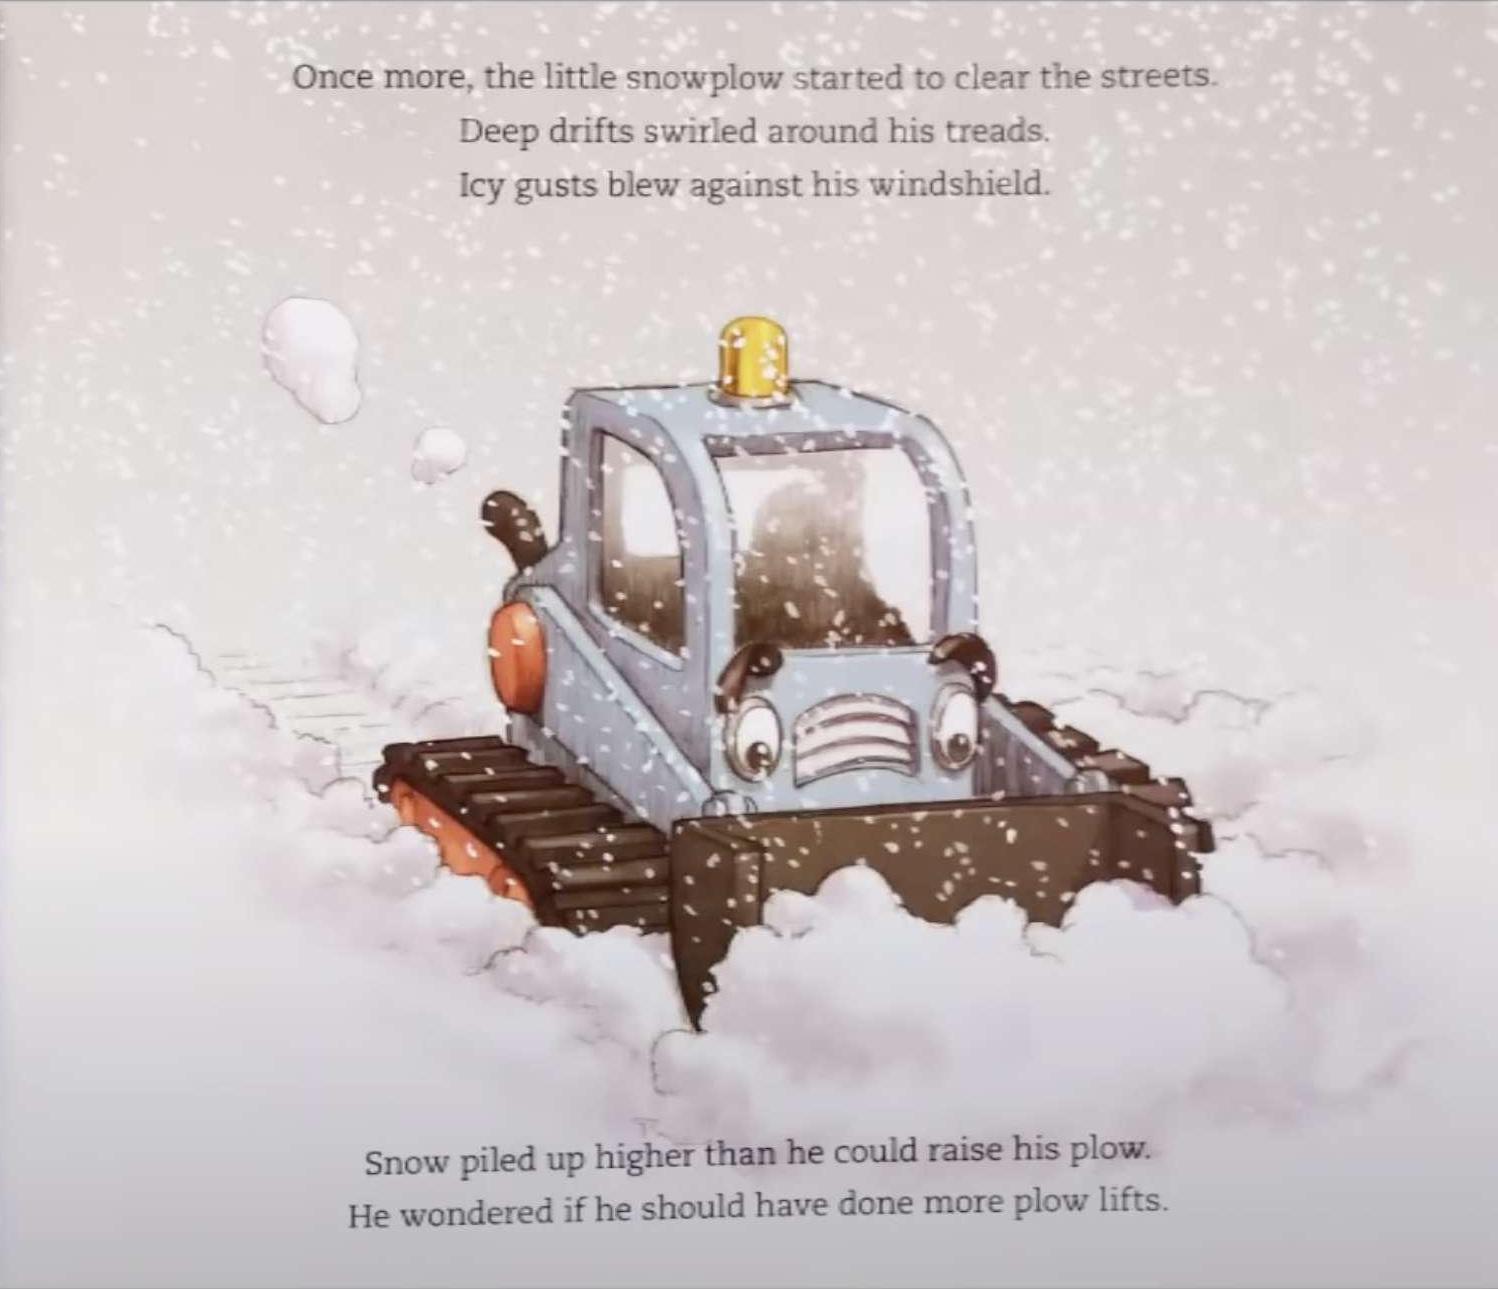 Once more, the little snowplow started to clear the streets.
Deep drifts swirled around his treads.
Icy gusts blew against his windshield.
Snow piled up higher than he could raise his plow.
He wondered if he should have done more plow lifts.